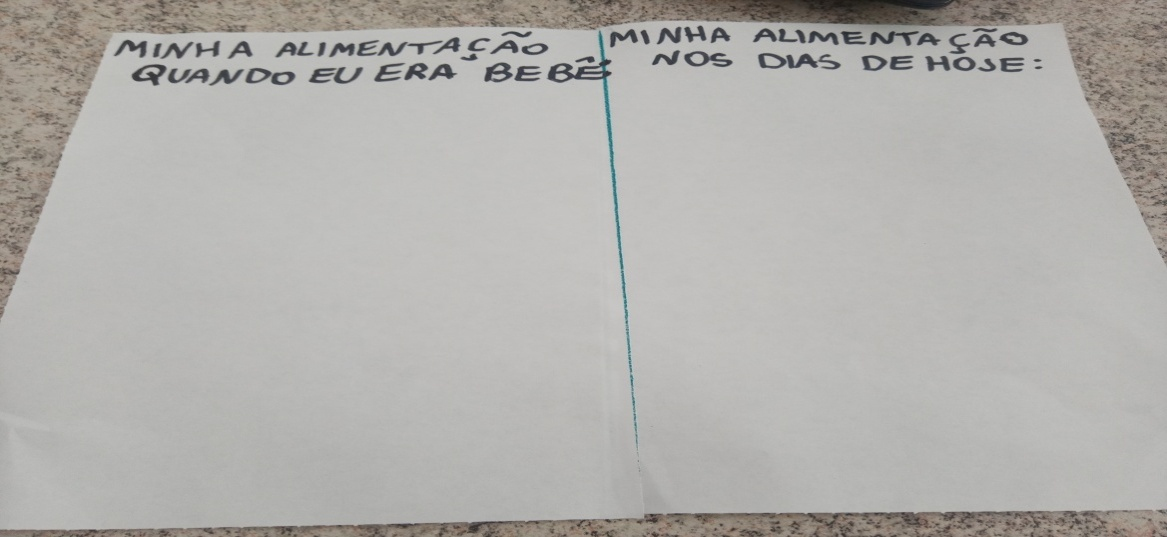 MINHA ALIMENTAÇÃO
QUANDO EU ERA BEBÊ:
MINHA ALIMENTAÇÃO
NOS DIAS DE HOJE: